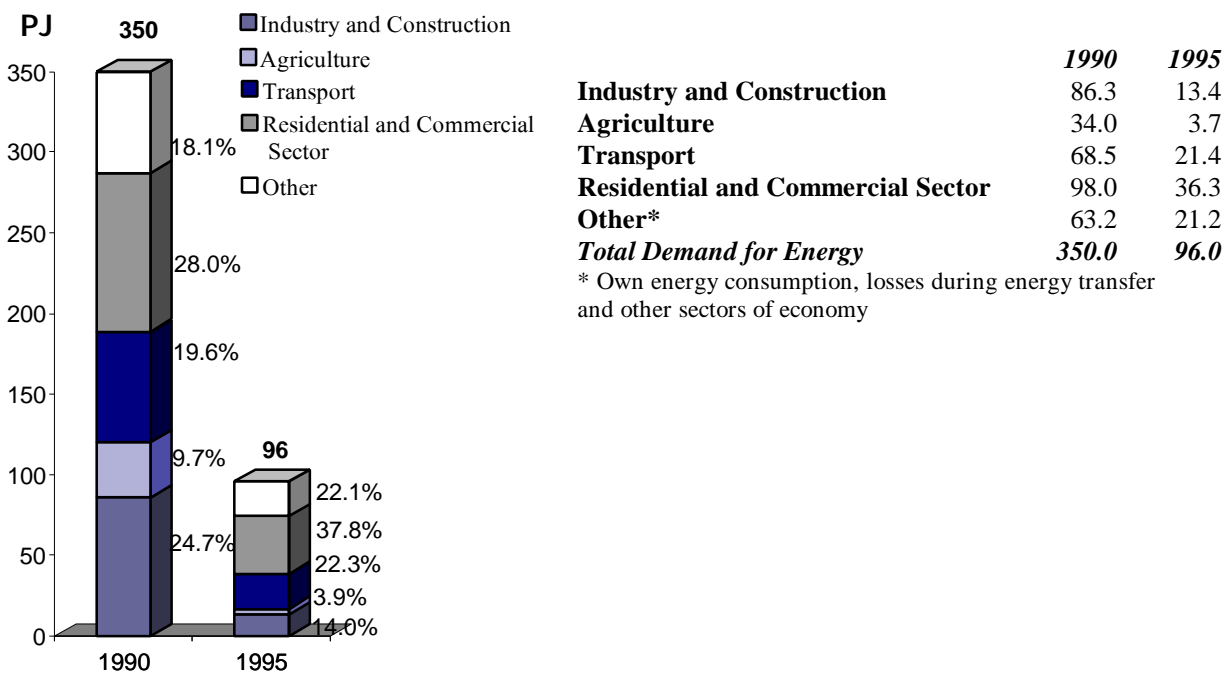 PJ
350
Industry and Construction
Agriculture
Transport
Residential and Commercial
Sector
Other
350
300
250
200
150
100
50
0
18.1%
28.0%
19.6%
9.7%
24.7%
96
22.1%
37.8%
22.3%
3.9%
14.0%
1990 1995
1990 1995
Industry and Construction 86.3 13.4
Agriculture 34.0 3.7
Transport 68.5 21.4
Residential and Commercial Sector 98.0 36.3
Other* 63.2 21.2
Total Demand for Energy 350.0 96.0
* Own energy consumption, losses during energy transfer
and other sectors of economy